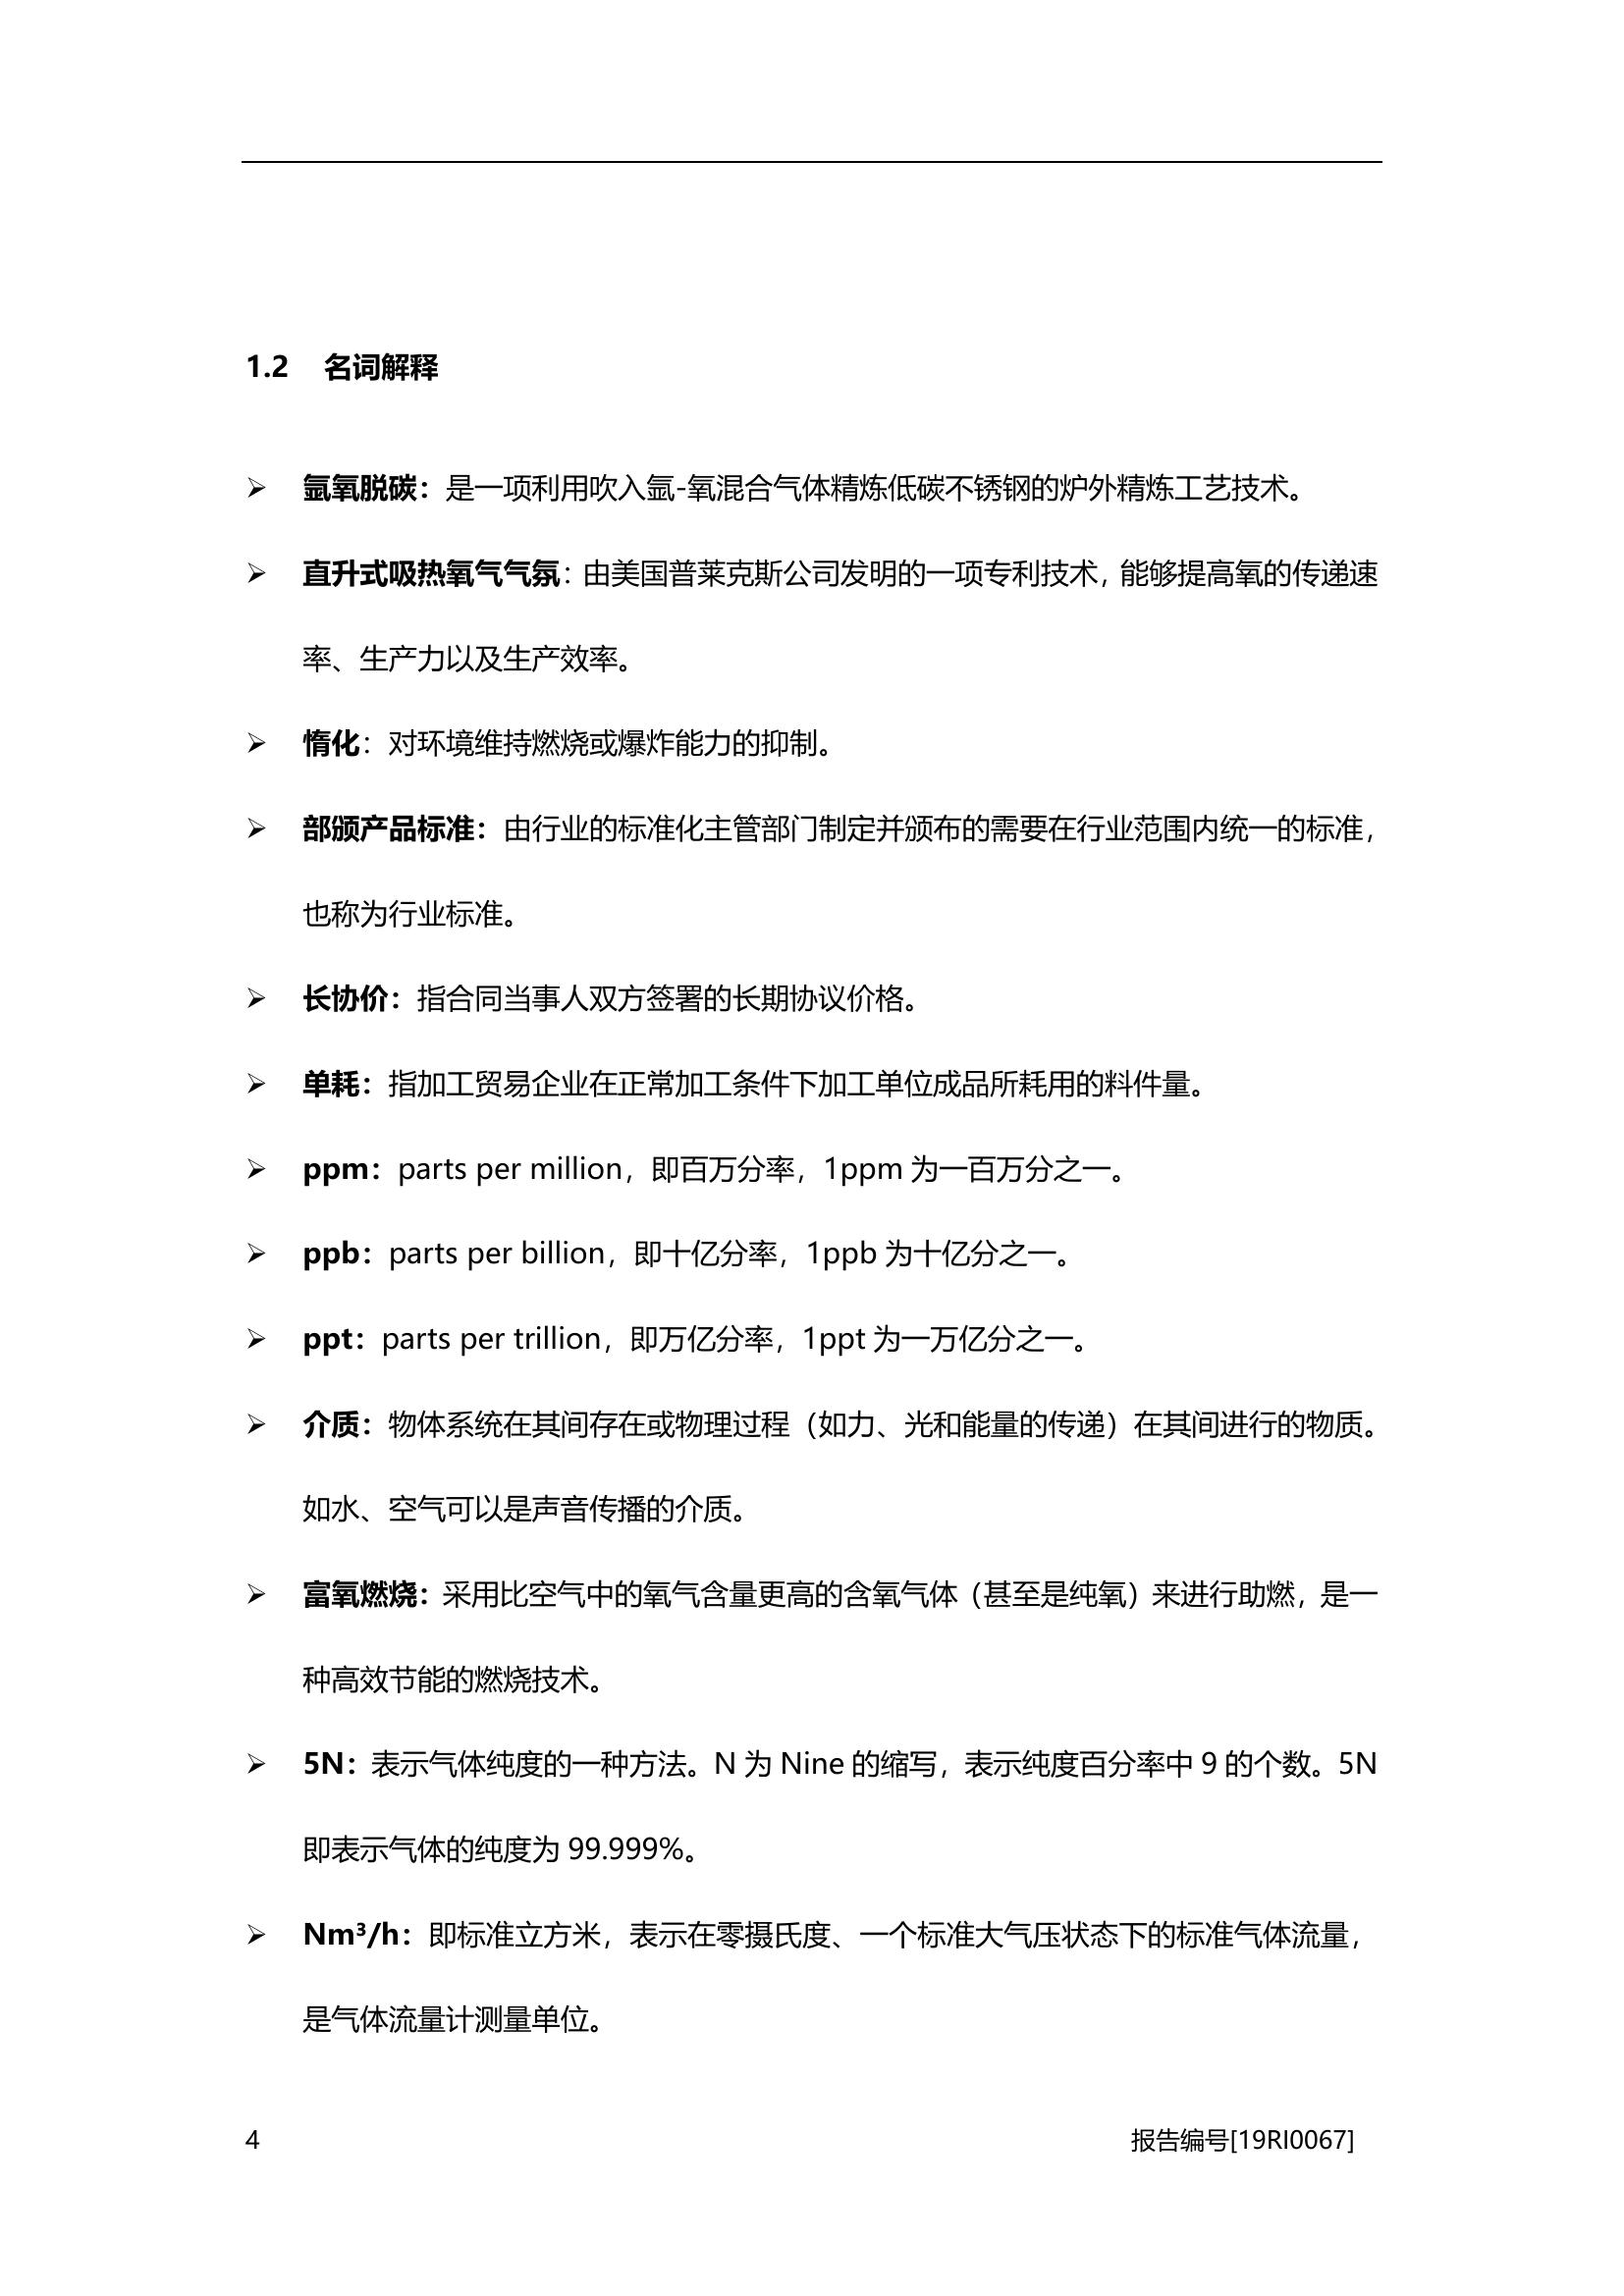 1.2 名词解释
➢ 氩氧脱碳：是一项利用吹入氩-氧混合气体精炼低碳不锈钢的炉外精炼工艺技术。
➢ 直升式吸热氧气气氛：由美国普莱克斯公司发明的一项专利技术，能够提高氧的传递速
率、生产力以及生产效率。
➢ 惰化：对环境维持燃烧或爆炸能力的抑制。
➢ 部颁产品标准：由行业的标准化主管部门制定并颁布的需要在行业范围内统一的标准，
也称为行业标准。
➢ 长协价：指合同当事人双方签署的长期协议价格。
➢ 单耗：指加工贸易企业在正常加工条件下加工单位成品所耗用的料件量。
➢ ppm：parts per million，即百万分率，1ppm 为一百万分之一。
➢ ppb：parts per billion，即十亿分率，1ppb 为十亿分之一。
➢ ppt：parts per trillion，即万亿分率，1ppt 为一万亿分之一。
➢ 介质：物体系统在其间存在或物理过程（如力、光和能量的传递）在其间进行的物质。
如水、空气可以是声音传播的介质。
➢ 富氧燃烧：采用比空气中的氧气含量更高的含氧气体（甚至是纯氧）来进行助燃，是一
种高效节能的燃烧技术。
➢ 5N：表示气体纯度的一种方法。N 为 Nine 的缩写，表示纯度百分率中 9 的个数。5N
即表示气体的纯度为 99.999%。
➢ Nm³/h：即标准立方米，表示在零摄氏度、一个标准大气压状态下的标准气体流量，
是气体流量计测量单位。
4 报告编号[19RI0067]